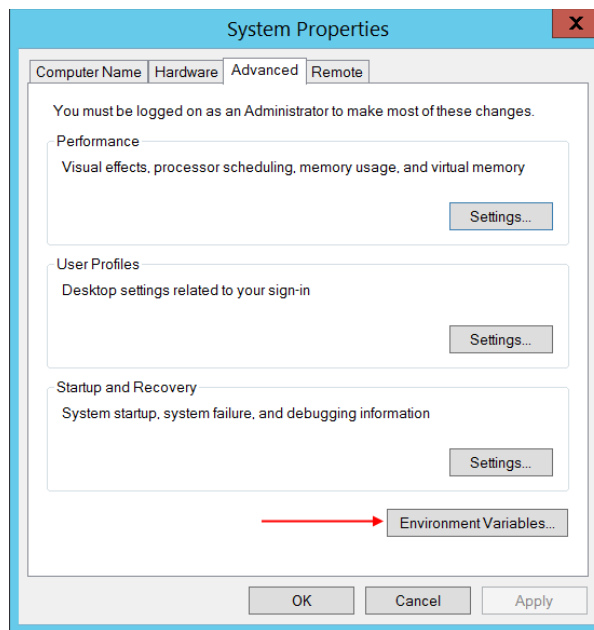 System Properties
X
Computer Name Hardware Advanced Remote
You must be logged on as an Administrator to make most of these changes.
Performance
Visual effects, processor scheduling, memory usage, and virtual memory
Settings...
User Profiles
Desktop settings related to your sign-in
Settings...
Startup and Recovery
System startup, system failure, and debugging information
Settings...
Environment Variables...
OK Cancel Apply